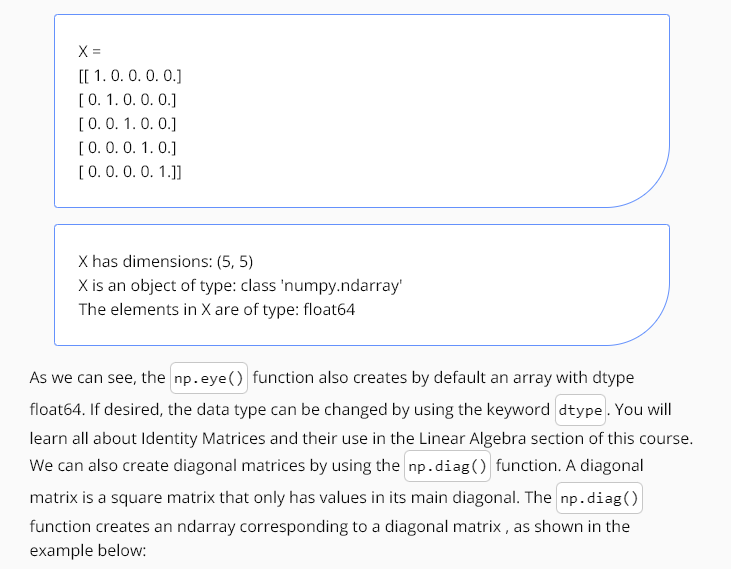 X =
[[ 1. 0. 0. 0. 0.]
[ 0. 1. 0. 0. 0.]
[ 0. 0. 1. 0. 0.]
[ 0. 0. 0. 1. 0.]
[ 0. 0. 0. 0. 1.]]
X has dimensions: (5, 5)
X is an object of type: class 'numpy.ndarray'
The elements in X are of type: float64
As we can see, the np.eye() function also creates by default an array with dtype
float64. If desired, the data type can be changed by using the keyword dtype. You will
learn all about Identity Matrices and their use in the Linear Algebra section of this course.
We can also create diagonal matrices by using the np.diag() function. A diagonal
matrix is a square matrix that only has values in its main diagonal. The np.diag()
function creates an ndarray corresponding to a diagonal matrix , as shown in the
example below: